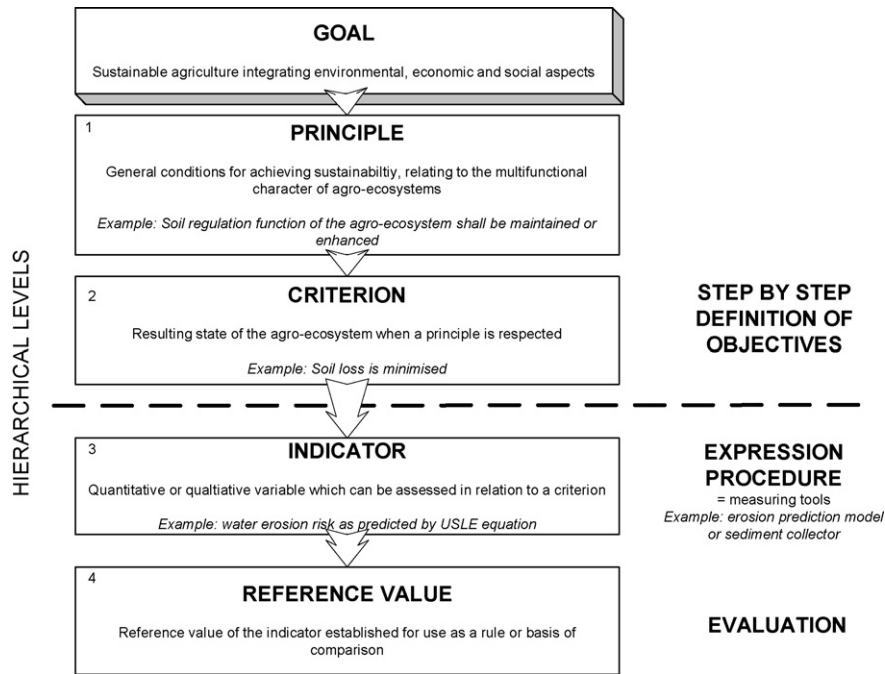 GOAL
Sustainable agriculture integrating environmental, economic and social aspects
1
PRINCIPLE
General conditions for achieving sustainabiltiy, relating to the multifunctional
character of agro-ecosystems
Example: Soil regulation function of the agro-ecosystem shall be maintained or
enhanced
2
CRITERION
Resulting state of the agro-ecosystem when a principle is respected
Example: Soil loss is minimised
HIERARCHICAL LEVELS
STEP BY STEP
DEFINITION OF
OBJECTIVES
3
INDICATOR
Quantitative or qualtiative variable which can be assessed in relation to a criterion
Example: water erosion risk as predicted by USLE equation
EXPRESSION
PROCEDURE
= measuring tools
Example: erosion prediction model
or sediment collector
4
REFERENCE VALUE
Reference value of the indicator established for use as a rule or basis of
comparison
EVALUATION